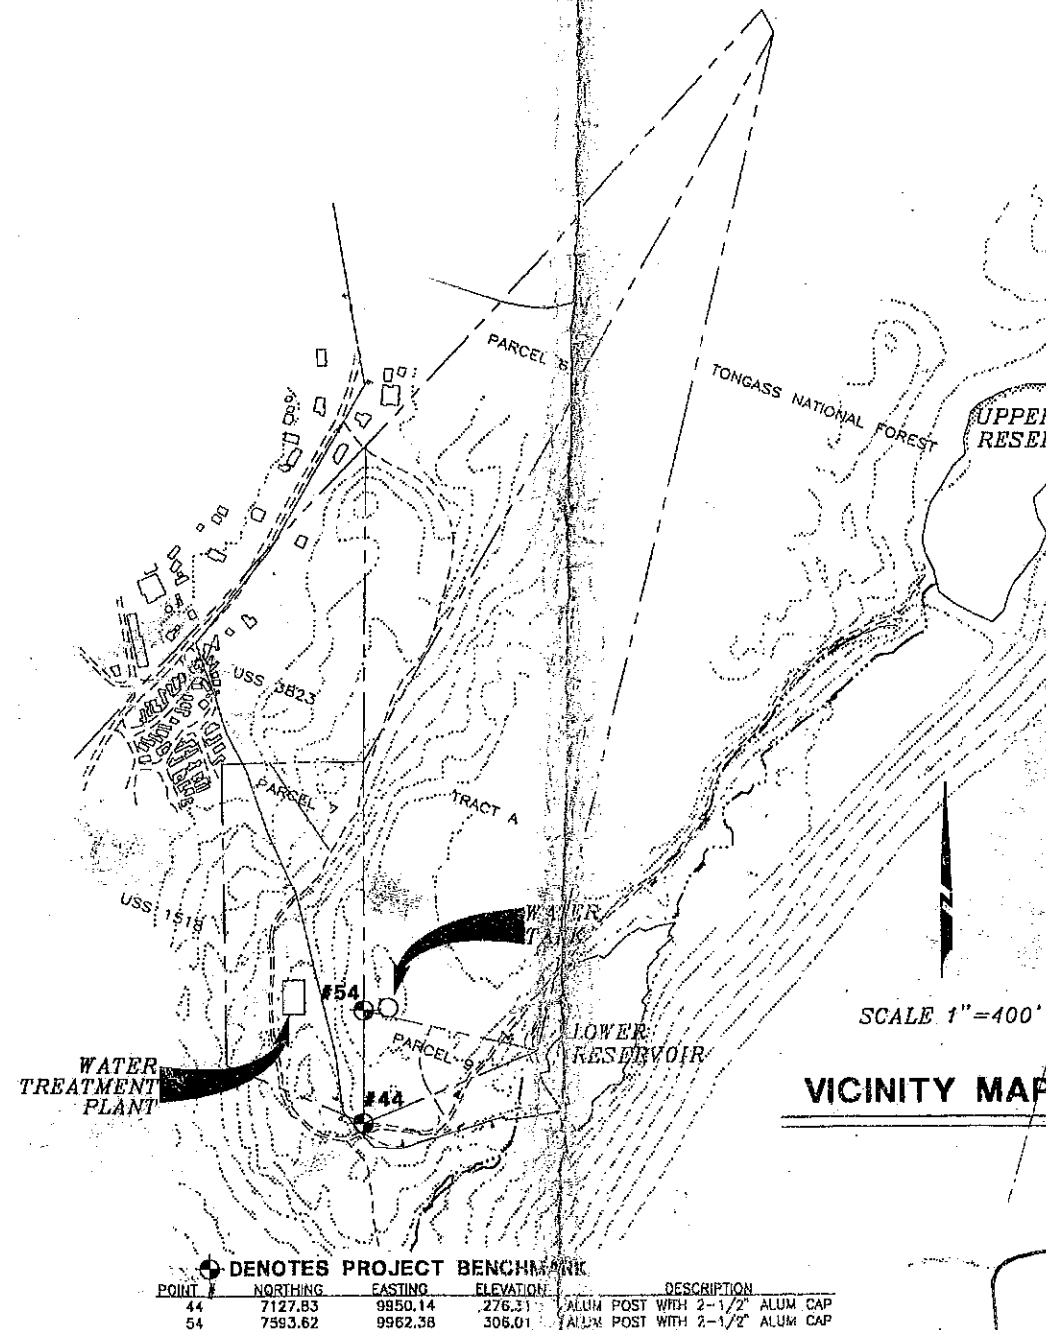 PARCEL 6
TONGASS NATIONAL FOREST
UPPER
RESER
USS 3823
PARCEL 7
TRACT A
USS 1518
WATER
TANK
#54
SCALE 1"=400'
PARCEL 9
LOWER
RESERVOIR
WATER
TREATMENT
PLANT
#44
VICINITY MAP
DENOTES PROJECT BENCHMARK
POINT # NORTHING EASTING ELEVATION DESCRIPTION
44 7127.83 9950.14 276.31 ALUM POST WITH 2-1/2" ALUM CAP
54 7593.62 9962.38 306.01 ALUM POST WITH 2-1/2" ALUM CAP